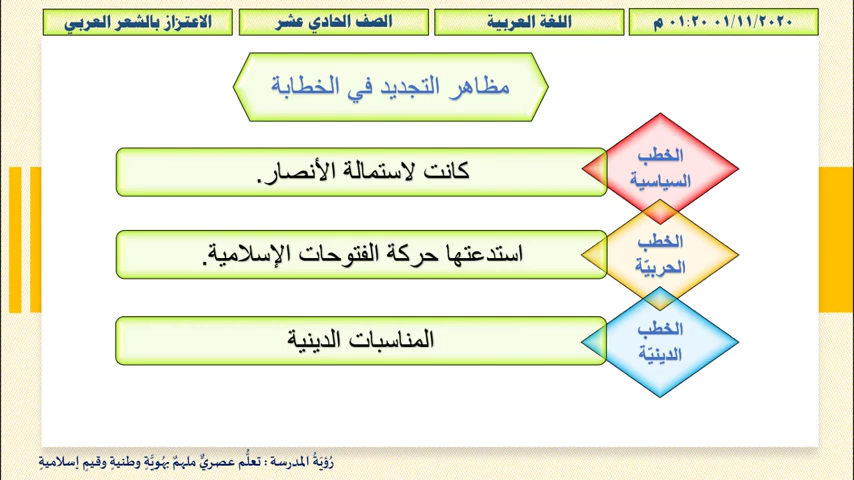 ٠١/١١/٢٠٢٠ ٠١:٢٠ م
اللغة العربية
الصف الحادي عشر
الاعتزاز بالشعر العربي
مظاهر التجديد في الخطابة
الخطب
السياسية
كانت لاستمالة الأنصار.
الخطب
الحربيّة
استدعتها حركة الفتوحات الإسلامية.
الخطب
الدينيّة
المناسبات الدينية
رُؤيَةُ المدرسة : تعلُّم عصريٌّ ملهمٌ بهُويَّةٍ وطنيةٍ وقيمٍ إسلاميةٍ